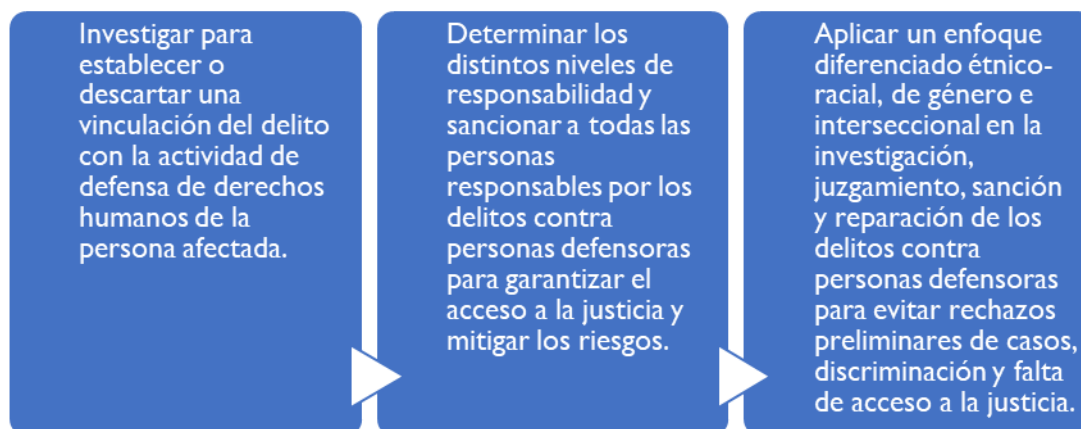 Investigar para
establecer o
descartar una
vinculación del delito
con la actividad de
defensa de derechos
humanos de la
persona afectada.
Determinar los
distintos niveles de
responsabilidad y
sancionar a todas las
personas
responsables por los
delitos contra
personas defensoras
para garantizar el
acceso a la justicia y
mitigar los riesgos.
Aplicar un enfoque
diferenciado étnico-
racial, de género e
interseccional en la
investigación,
juzgamiento, sanción
y reparación de los
delitos contra
personas defensoras
para evitar rechazos
preliminares de casos,
discriminación y falta
de acceso a la justicia.